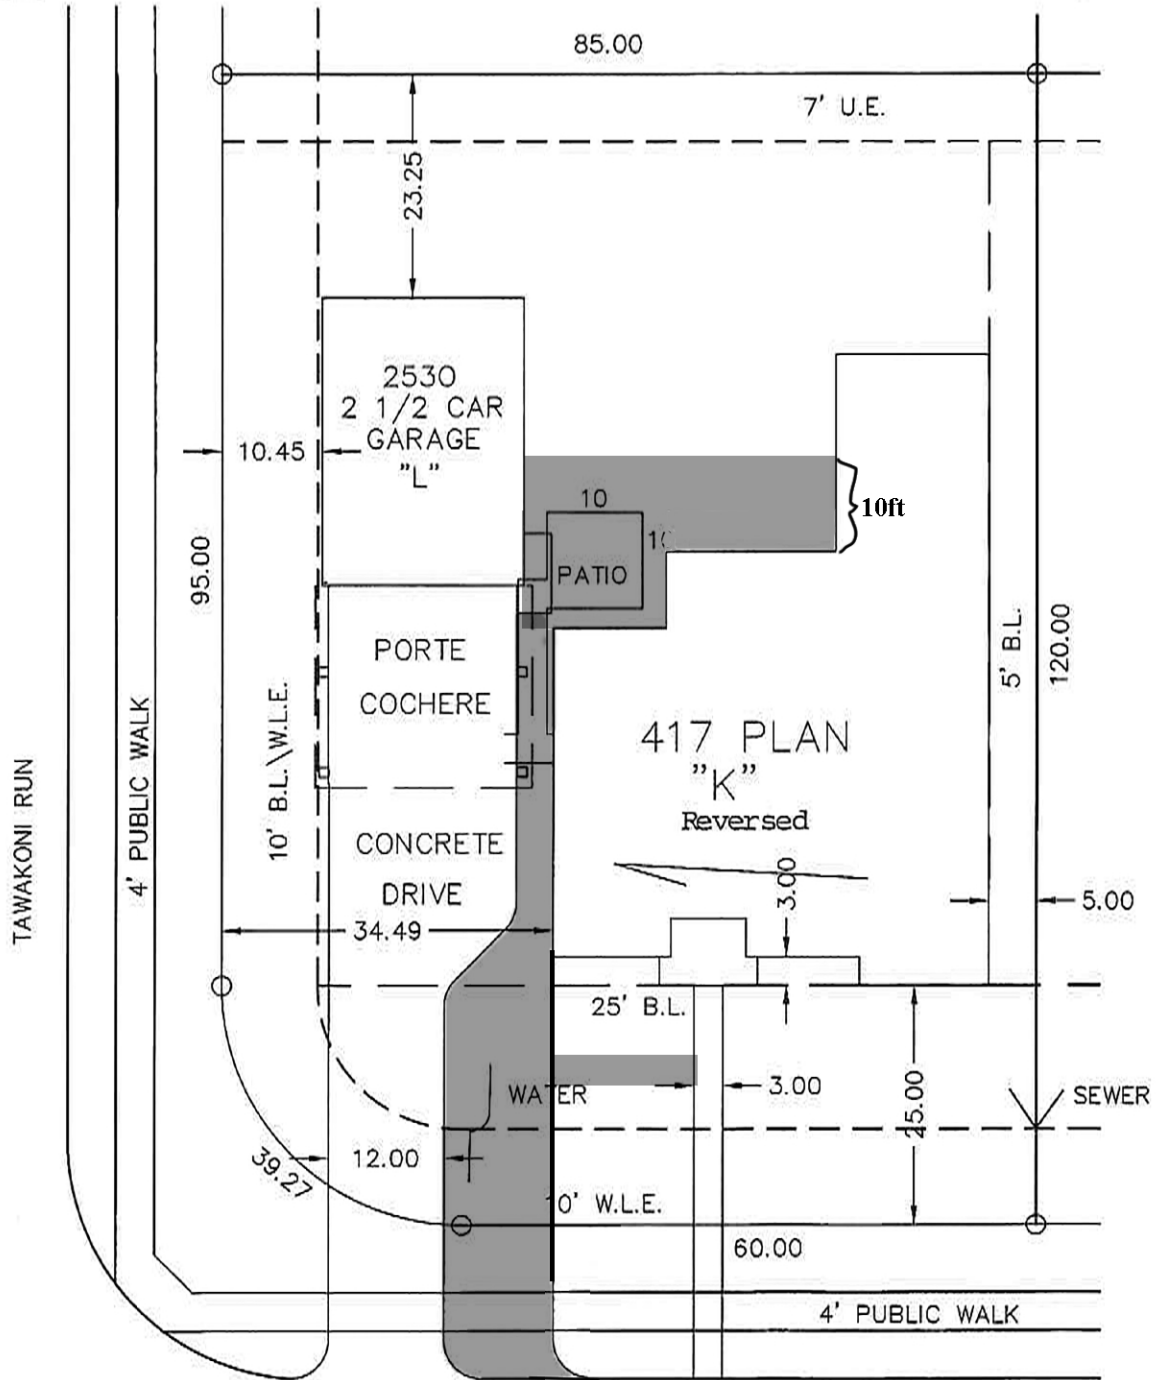 85.00
7' U.E.
23.25
2530
2 1/2 CAR
GARAGE
"L"
10.45
10
10ft
PATIO
95.00
PORTE
COCHERE
5' B.L.
120.00
10' B.L.\W.L.E.
4' PUBLIC WALK
TAWAKONI RUN
417 PLAN
"K"
Reversed
CONCRETE
DRIVE
3.00
5.00
34.49
25' B.L.
WATER
3.00
25.00
SEWER
39.27
12.00
10' W.L.E.
60.00
4' PUBLIC WALK